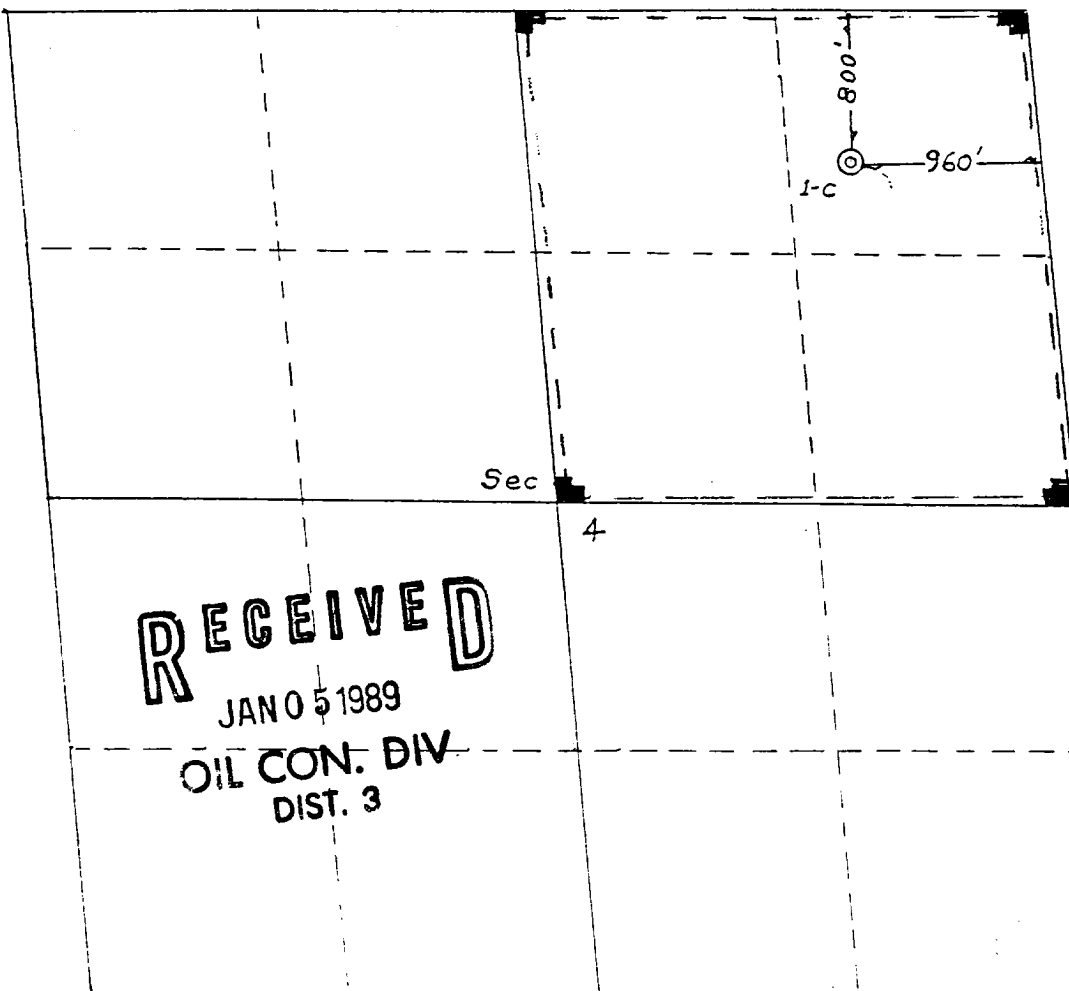 800'
960'
1-C
Sec
4
RECEIVED
JAN 05 1989
OIL CON. DIV
DIST. 3